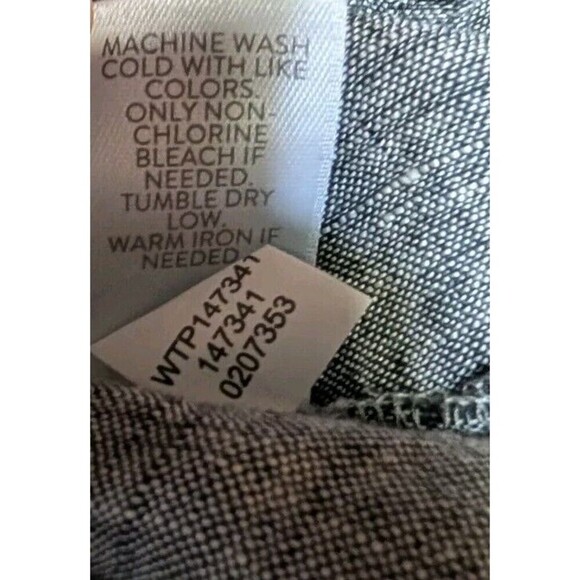 MACHINE WASH
COLD WITH LIKE
COLORS.
ONLY NON-
CHLORINE
BLEACH IF
NEEDED.
TUMBLE DRY
LOW.
WARM IRON IF
NEEDED.
WTP147341
147341
0207353